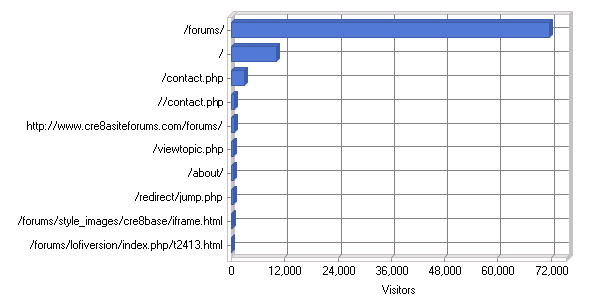 /forums/
/
/contact.php
//contact.php
http://www.cre8asiteforums.com/forums/
/viewtopic.php
/about/
/redirect/jump.php
/forums/style_images/cre8base/iframe.html
/forums/lofiversion/index.php/t2413.html
0 12,000 24,000 36,000 48,000 60,000 72,000
Visitors